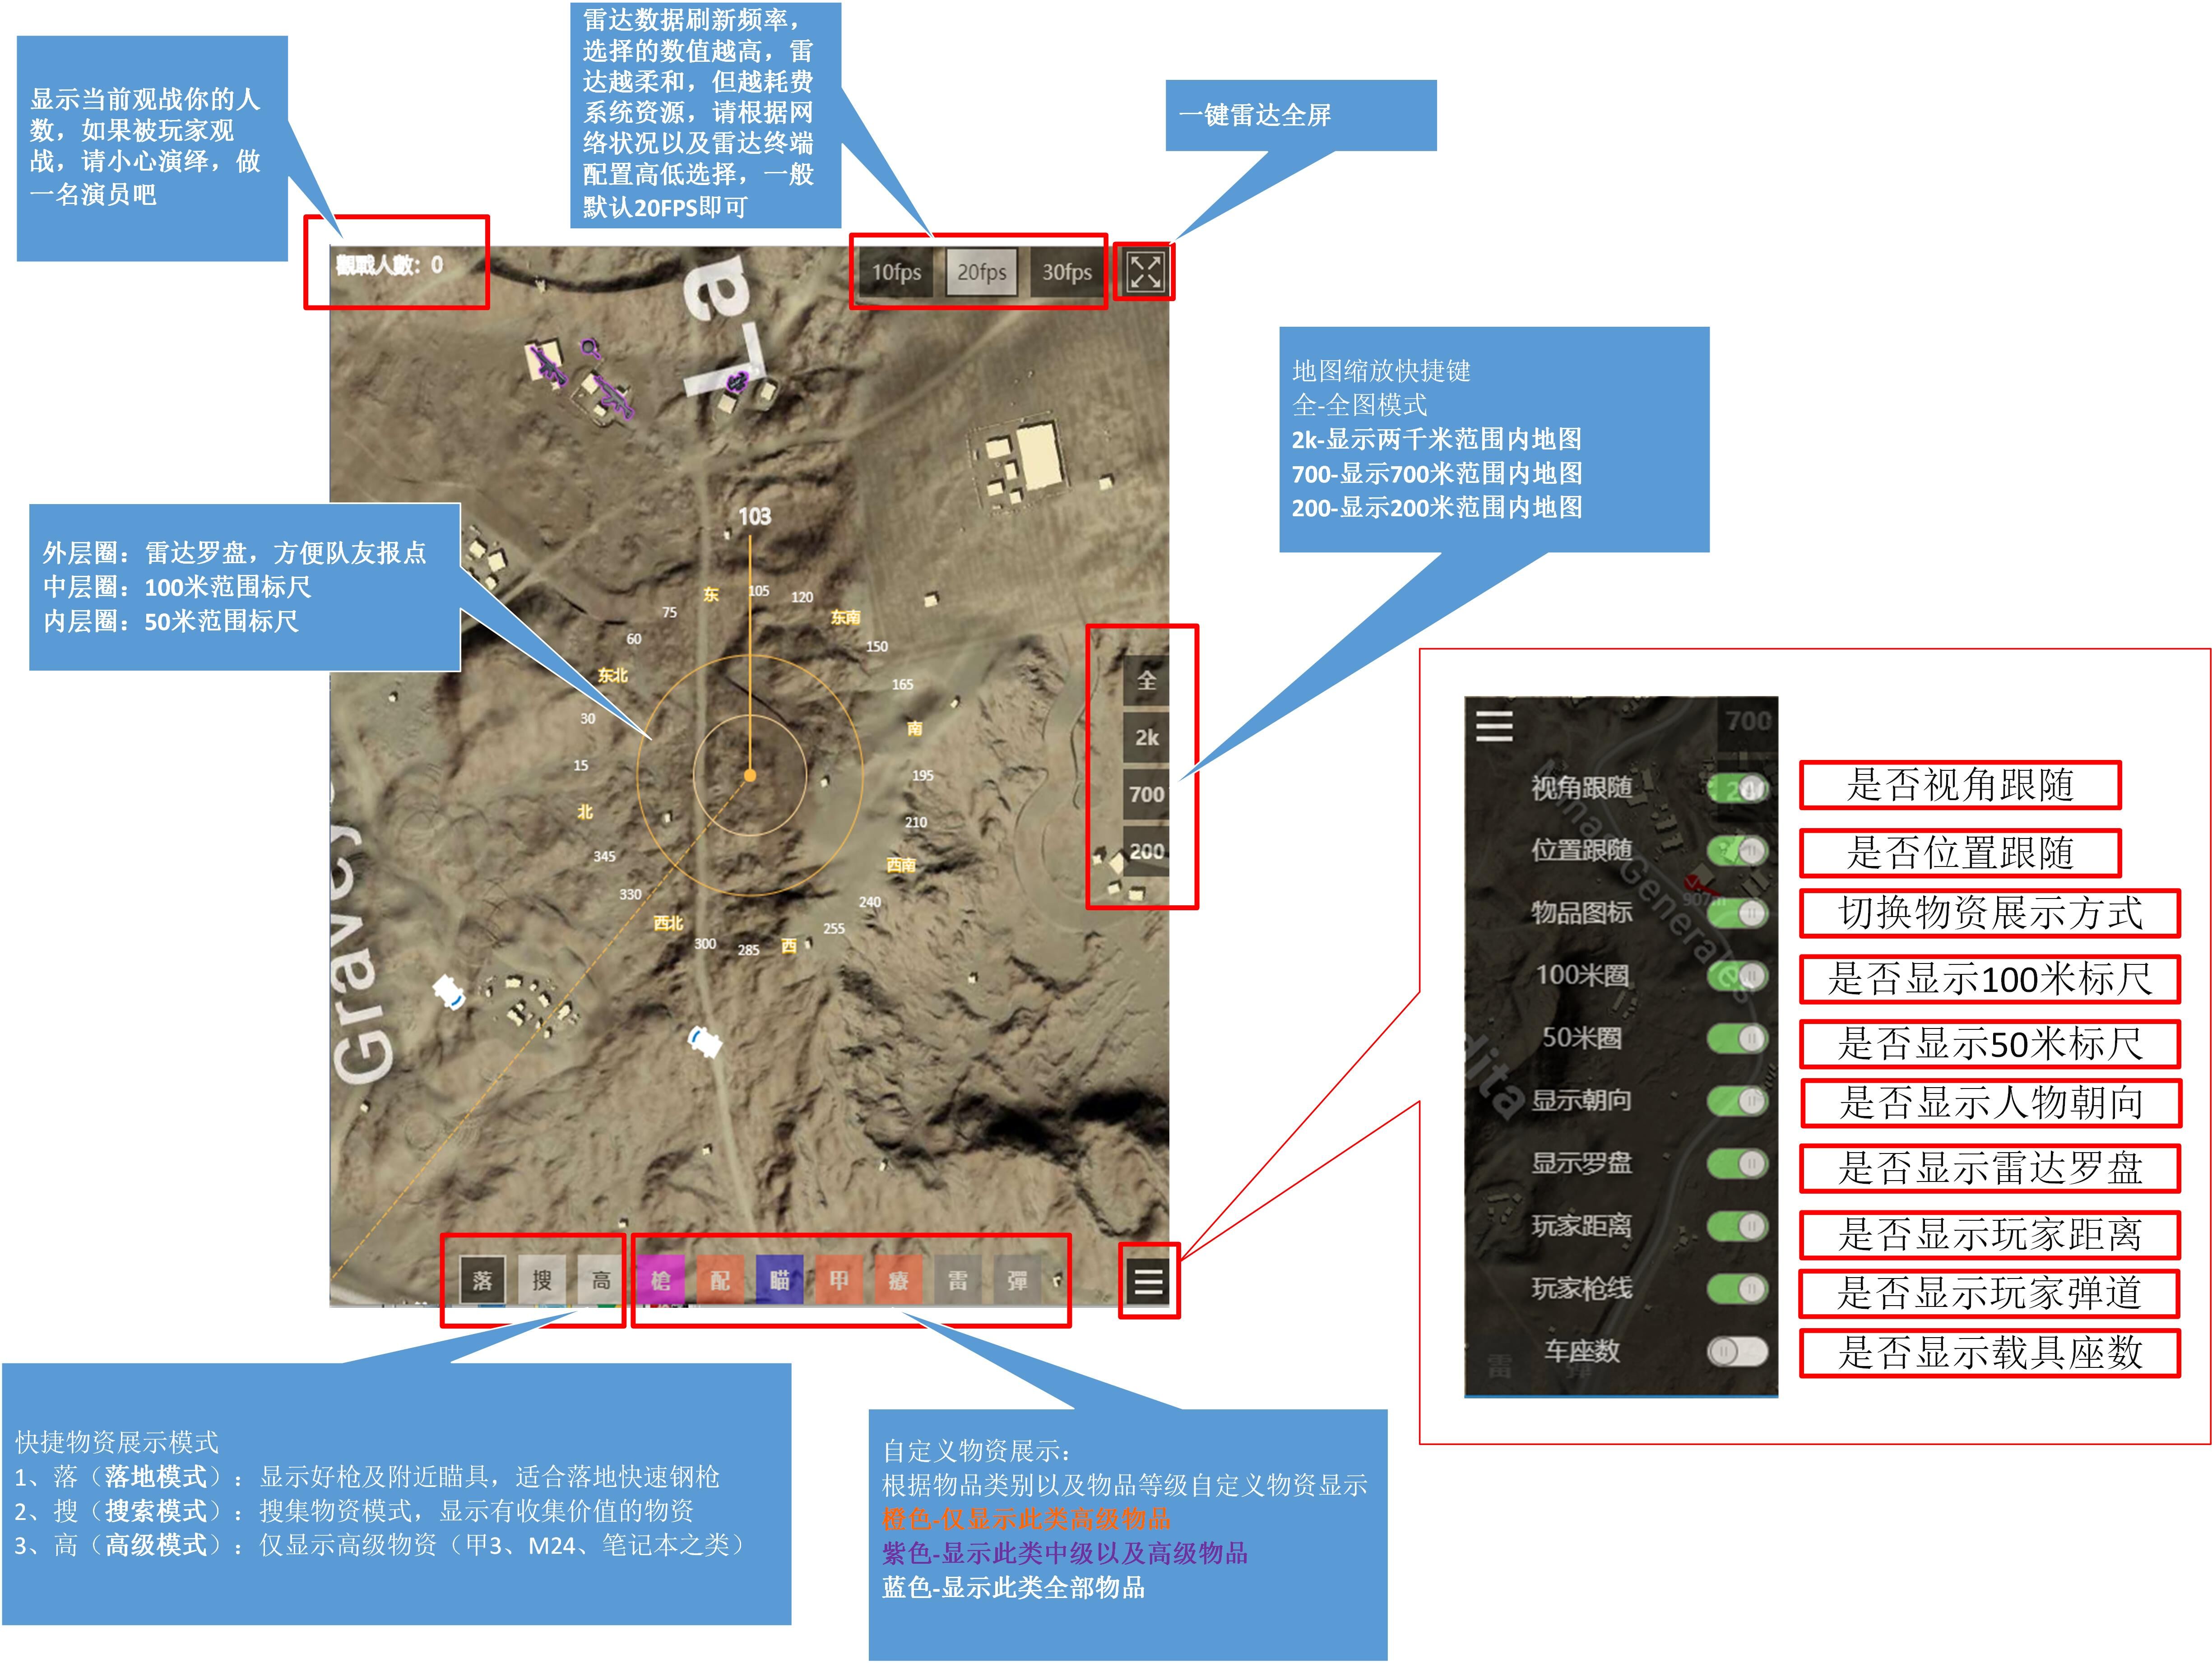 显示当前观战你的人
数，如果被玩家观
战，请小心演绎，做
一名演员吧
雷达数据刷新频率，
选择的数值越高，雷
达越柔和，但越耗费
系统资源，请根据网
络状况以及雷达终端
配置高低选择，一般
默认20FPS即可
一键雷达全屏
觀戰人數：0
10fps
20fps
30fps
La
地图缩放快捷键
全-全图模式
2k-显示两千米范围内地图
700-显示700米范围内地图
200-显示200米范围内地图
外层圈：雷达罗盘，方便队友报点
中层圈：100米范围标尺
内层圈：50米范围标尺
103
东
105
120
东南
150
165
南
195
210
西南
240
255
西
285
300
西北
330
345
北
15
30
东北
60
75
全
2k
700
200
Gravey
落
搜
高
槍
配
瞄
甲
療
雷
彈
700
视角跟随
是否视角跟随
位置跟随
是否位置跟随
物品图标
切换物资展示方式
100米圈
是否显示100米标尺
50米圈
是否显示50米标尺
显示朝向
是否显示人物朝向
显示罗盘
是否显示雷达罗盘
玩家距离
是否显示玩家距离
玩家枪线
是否显示玩家弹道
车座数
是否显示载具座数
快捷物资展示模式
1、落（落地模式）：显示好枪及附近瞄具，适合落地快速钢枪
2、搜（搜索模式）：搜集物资模式，显示有收集价值的物资
3、高（高级模式）：仅显示高级物资（甲3、M24、笔记本之类）
自定义物资展示：
根据物品类别以及物品等级自定义物资显示
橙色-仅显示此类高级物品
紫色-显示此类中级以及高级物品
蓝色-显示此类全部物品